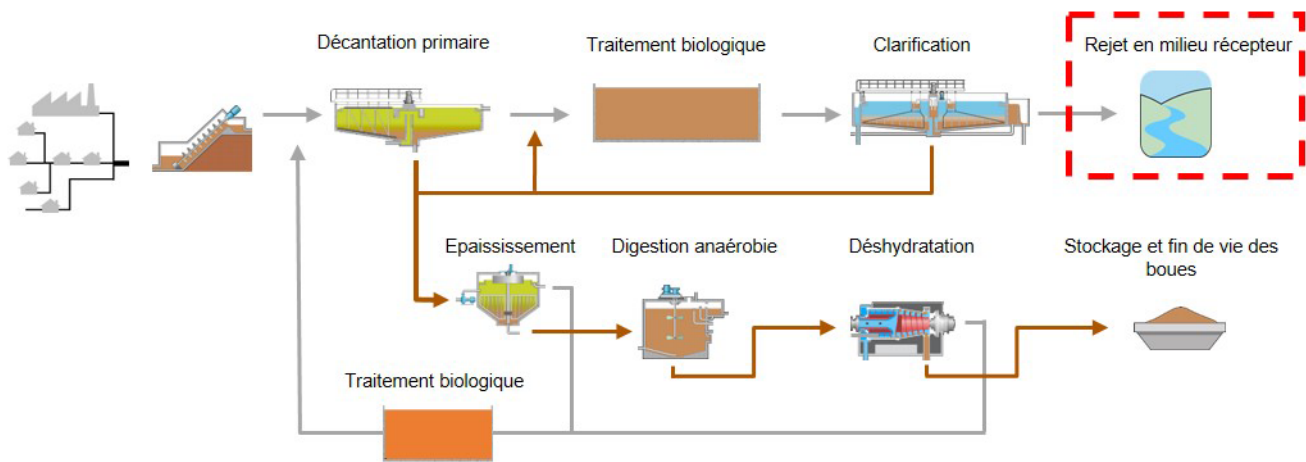 Décantation primaire
Traitement biologique
Clarification
Rejet en milieu récepteur
Epaississement
Digestion anaérobie
Déshydratation
Stockage et fin de vie des
boues
Traitement biologique